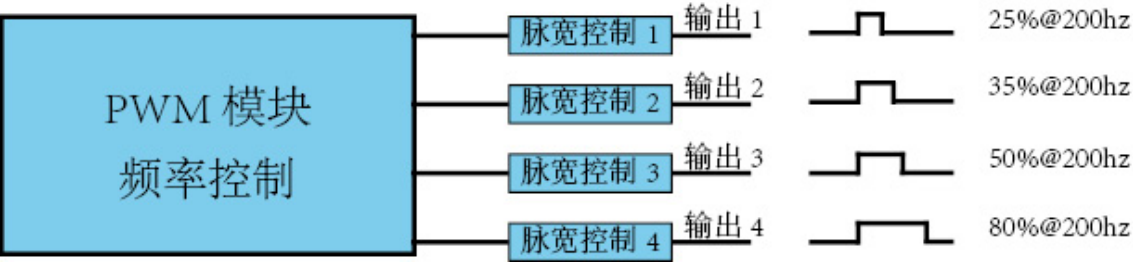 PWM 模块
频率控制
脉宽控制 1 输出 1 25%@200hz
脉宽控制 2 输出 2 35%@200hz
脉宽控制 3 输出 3 50%@200hz
脉宽控制 4 输出 4 80%@200hz